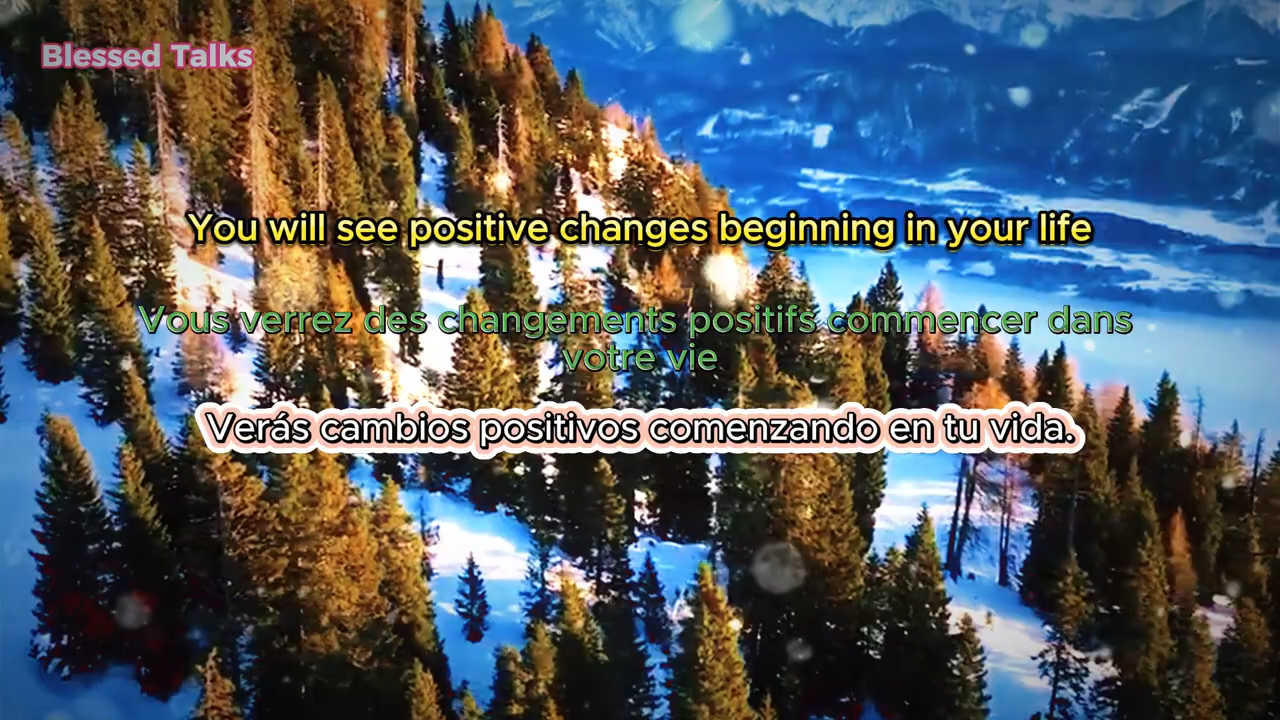 Blessed Talks
You will see positive changes beginning in your life
Vous verrez des changements positifs commencer dans
votre vie
Verás cambios positivos comenzando en tu vida.